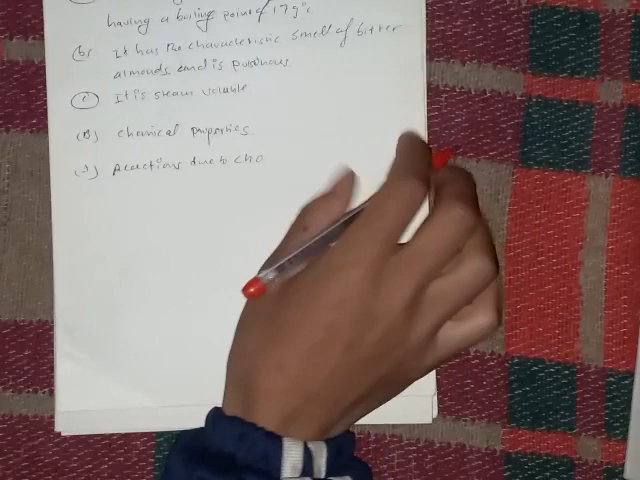 having a boiling point of 179°c
(b) It has the characteristic smell of bitter
almonds and is poisonous.
(c) It is steam volatile
(B) chemical properties.
(1) Reactions due to CHO